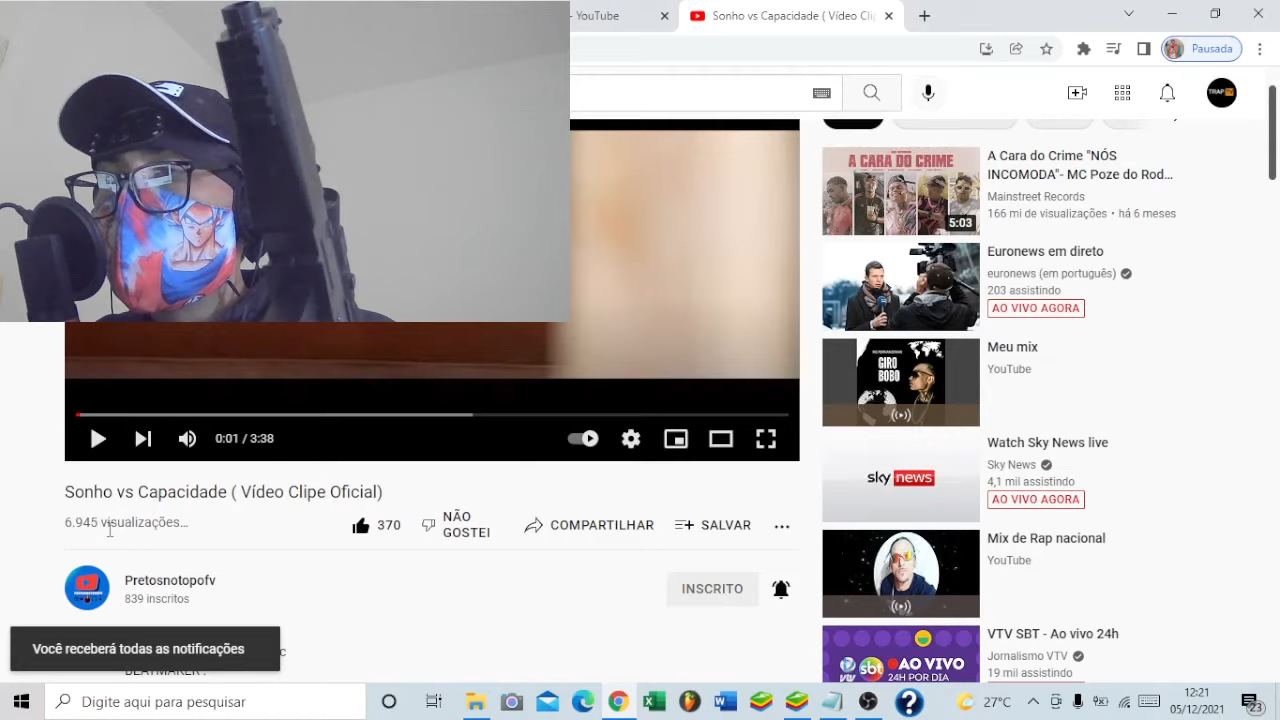 - YouTube
Sonho vs Capacidade ( Vídeo Clip
Pausada
TRAP TV
A CARA DO CRIME
5:03
A Cara do Crime "NÓS
INCOMODA"- MC Poze do Rod...
Mainstreet Records
166 mi de visualizações • há 6 meses
Euronews em direto
euronews (em português)
203 assistindo
AO VIVO AGORA
GIRO
BOBO
Meu mix
YouTube
sky news
Watch Sky News live
Sky News
4,1 mil assistindo
AO VIVO AGORA
Mix de Rap nacional
YouTube
sbt
AO VIVO
24H POR DIA
VTV SBT - Ao vivo 24h
Jornalismo VTV
19 mil assistindo
0:01 / 3:38
Sonho vs Capacidade ( Vídeo Clipe Oficial)
6.945 visualizações...
370
NÃO
GOSTEI
COMPARTILHAR
SALVAR
Pretosnotopofv
839 inscritos
INSCRITO
Você receberá todas as notificações
BEATMAKER :
Digite aqui para pesquisar
27°C
12:21
05/12/2021
23